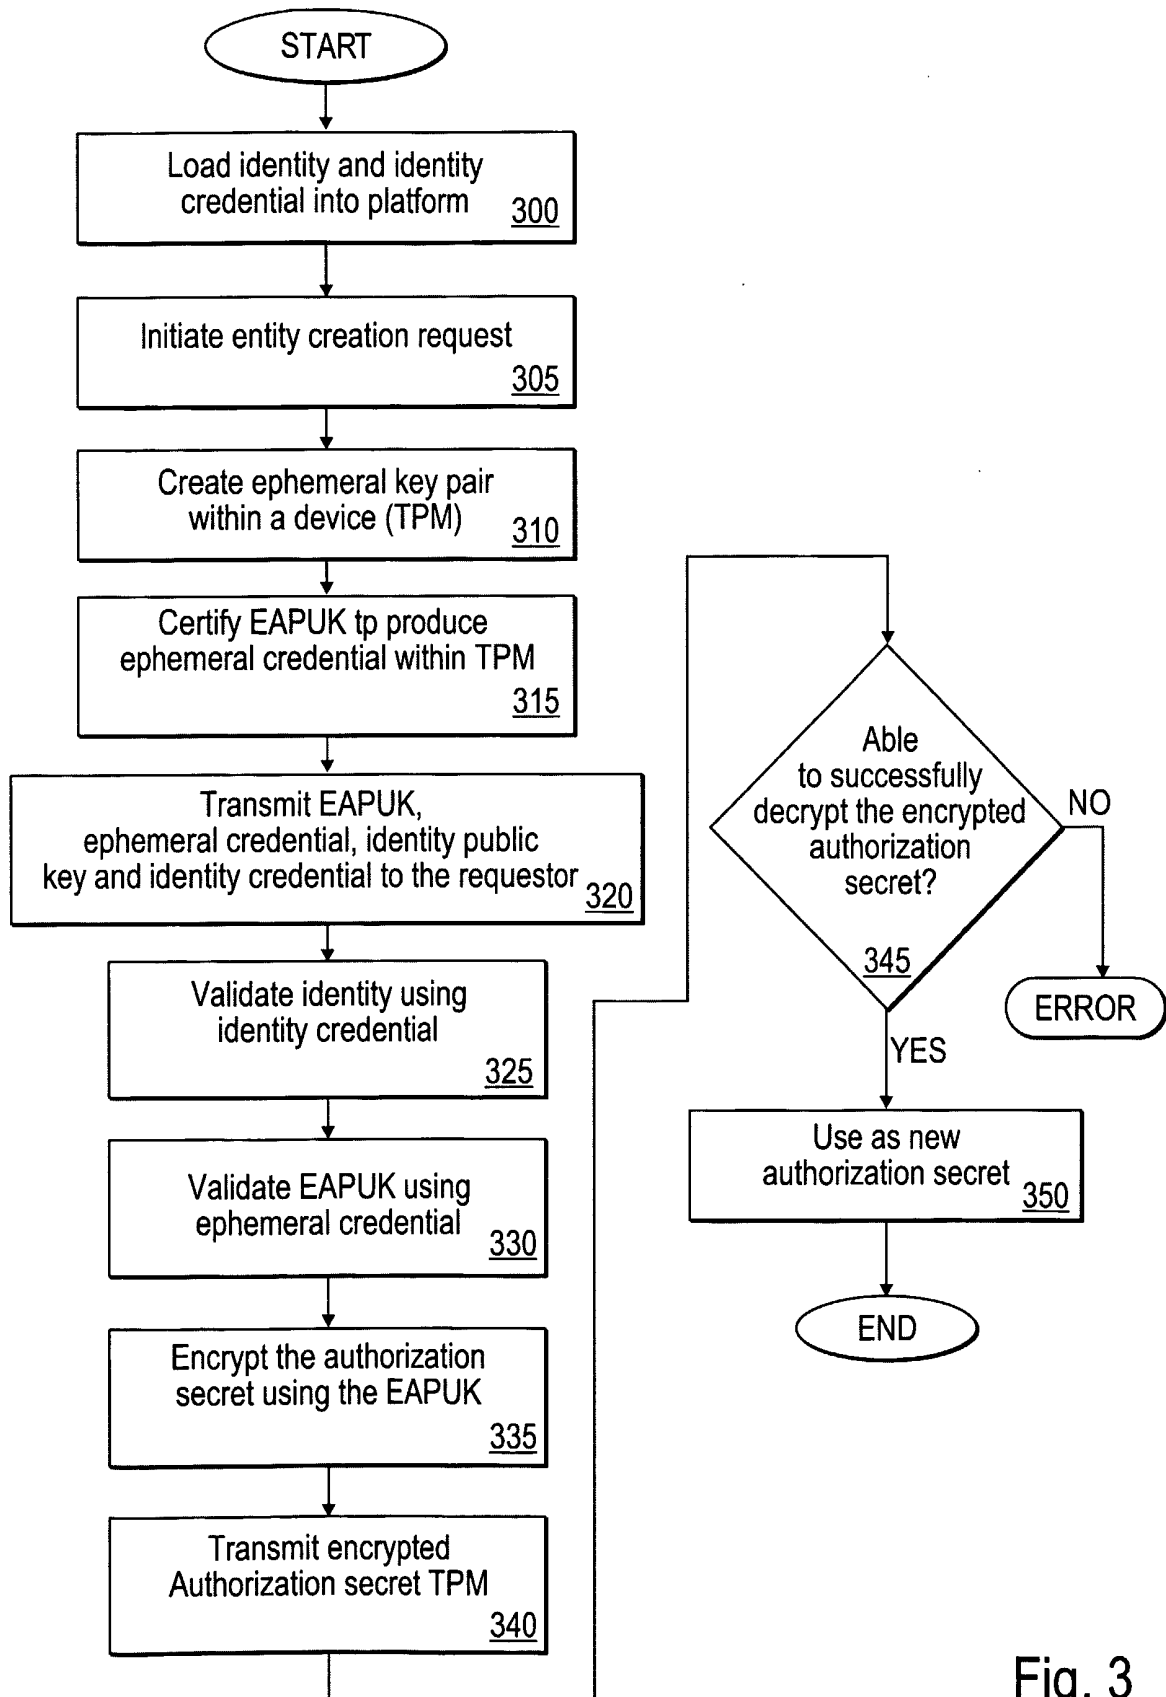 START
Load identity and identity
credential into platform
300
Initiate entity creation request
305
Create ephemeral key pair
within a device (TPM)
310
Certify EAPUK tp produce
ephemeral credential within TPM
315
Transmit EAPUK,
ephemeral credential, identity public
key and identity credential to the requestor
320
Validate identity using
identity credential
325
Validate EAPUK using
ephemeral credential
330
Encrypt the authorization
secret using the EAPUK
335
Transmit encrypted
Authorization secret TPM
340
Able
to successfully
decrypt the encrypted
authorization
secret?
345
NO
ERROR
YES
Use as new
authorization secret
350
END
Fig. 3